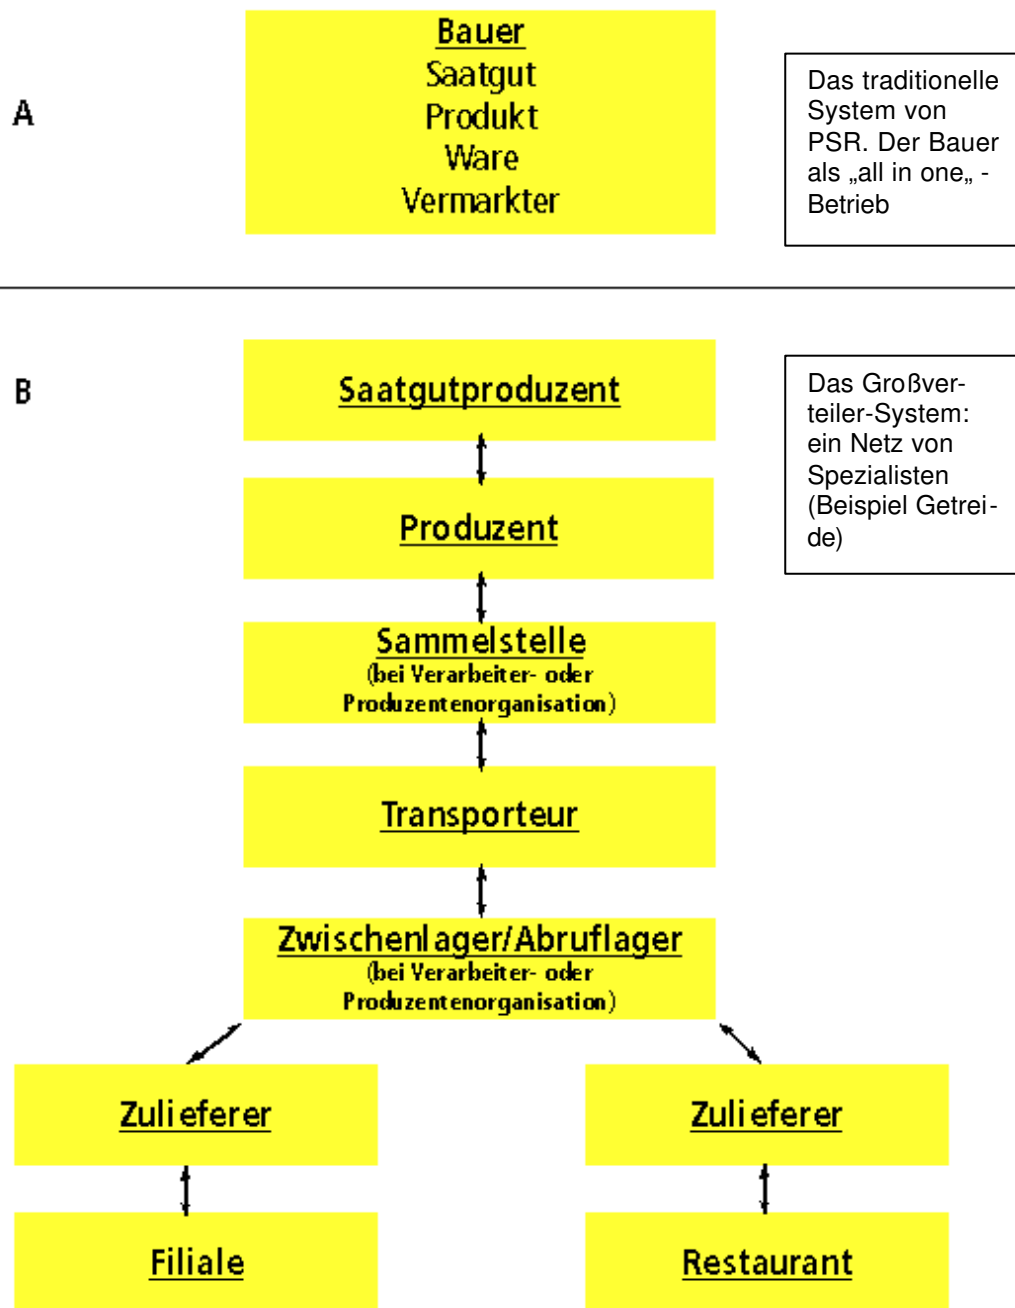 A
Bauer
Saatgut
Produkt
Ware
Vermarkter
Das traditionelle
System von
PSR. Der Bauer
als „all in one„ -
Betrieb
B
Saatgutproduzent
Das Großver-
teiler-System:
ein Netz von
Spezialisten
(Beispiel Getrei-
de)
Produzent
Sammelstelle
(bei Verarbeiter- oder
Produzentenorganisation)
Transporteur
Zwischenlager/Abruflager
(bei Verarbeiter- oder
Produzentenorganisation)
Zulieferer
Zulieferer
Filiale
Restaurant